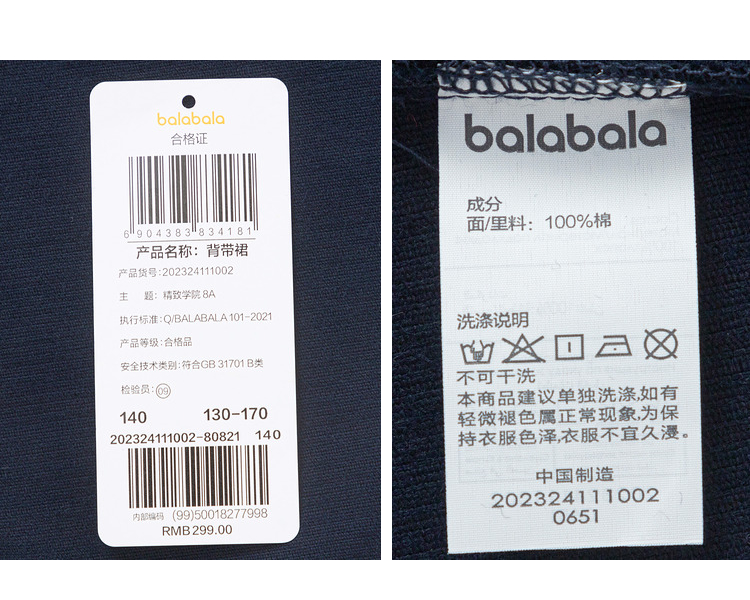 balabala
合格证
6 904383 834181
产品名称：背带裙
产品货号：202324111002
主 题：精致学院 8A
执行标准：Q/BALABALA 101-2021
产品等级：合格品
安全技术类别：符合GB 31701 B类
检验员：09
140 130-170
202324111002-80821 140
内部编码 (99)50018277998
RMB299.00
balabala
成分
面/里料：100%棉
洗涤说明
不可干洗
本商品建议单独洗涤,如有
轻微褪色属正常现象,为保
持衣服色泽,衣服不宜久浸。
中国制造
202324111002
0651